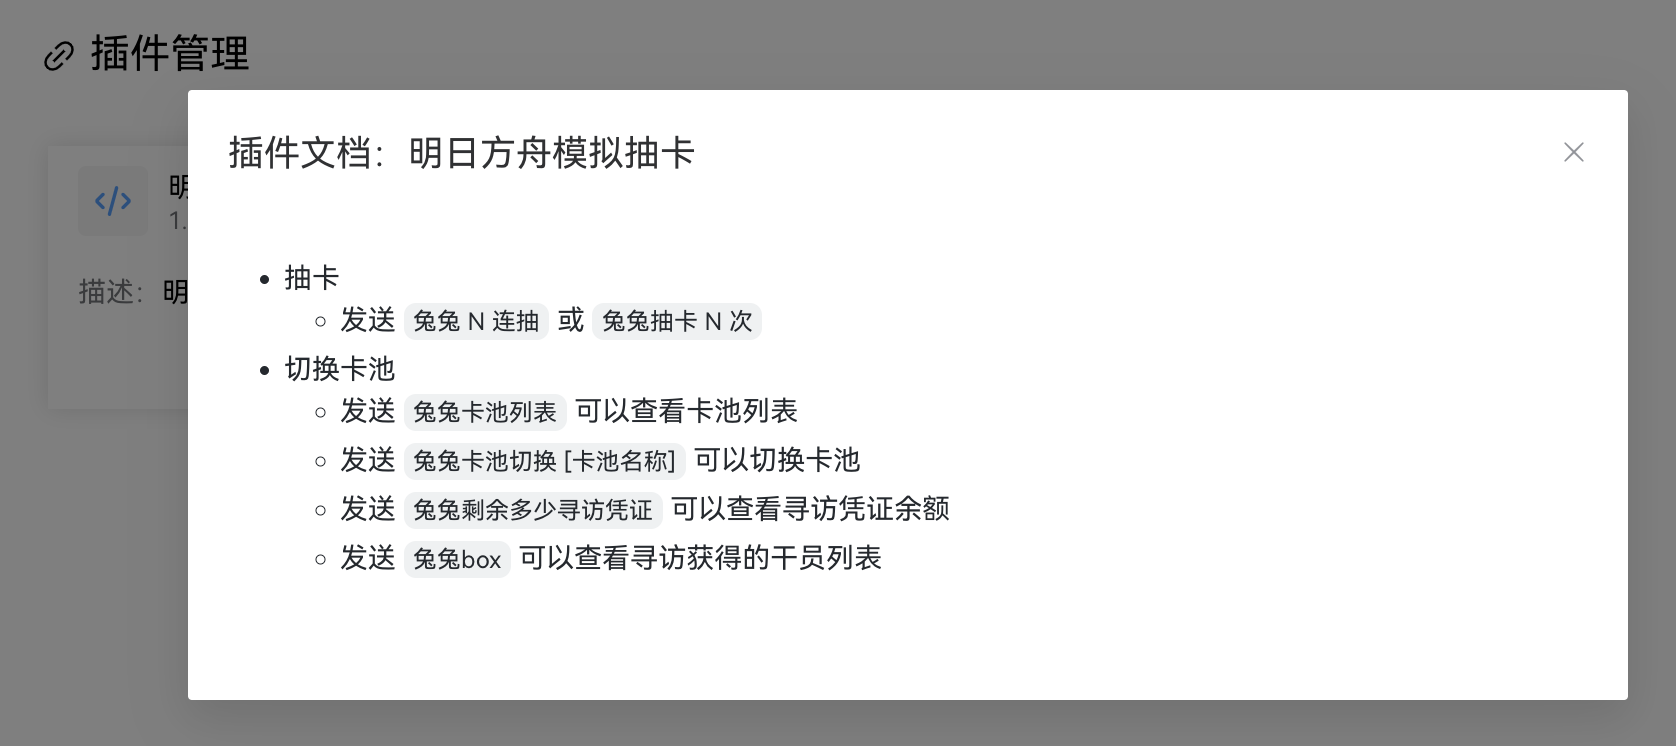 插件管理
插件文档：明日方舟模拟抽卡
明
1.
描述：明
抽卡
发送 兔兔 N 连抽 或 兔兔抽卡 N 次
切换卡池
发送 兔兔卡池列表 可以查看卡池列表
发送 兔兔卡池切换 [卡池名称] 可以切换卡池
发送 兔兔剩余多少寻访凭证 可以查看寻访凭证余额
发送 兔兔box 可以查看寻访获得的干员列表